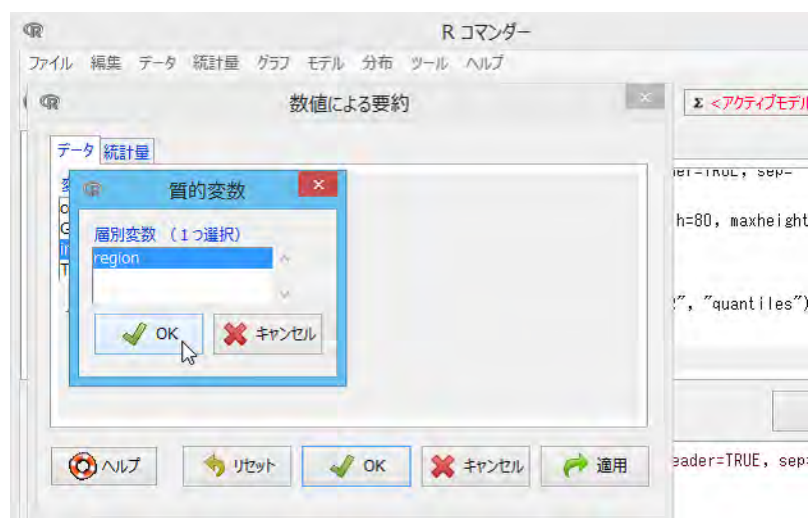 R コマンダー
ファイル 編集 データ 統計量 グラフ モデル 分布 ツール ヘルプ
数値による要約
Σ <アクティブモデル
データ 統計量
質的変数
層別変数 (1つ選択)
region
OK キャンセル
h=80, maxheight
", "quantiles")
ヘルプ リセット OK キャンセル 適用
eader=TRUE, sep=